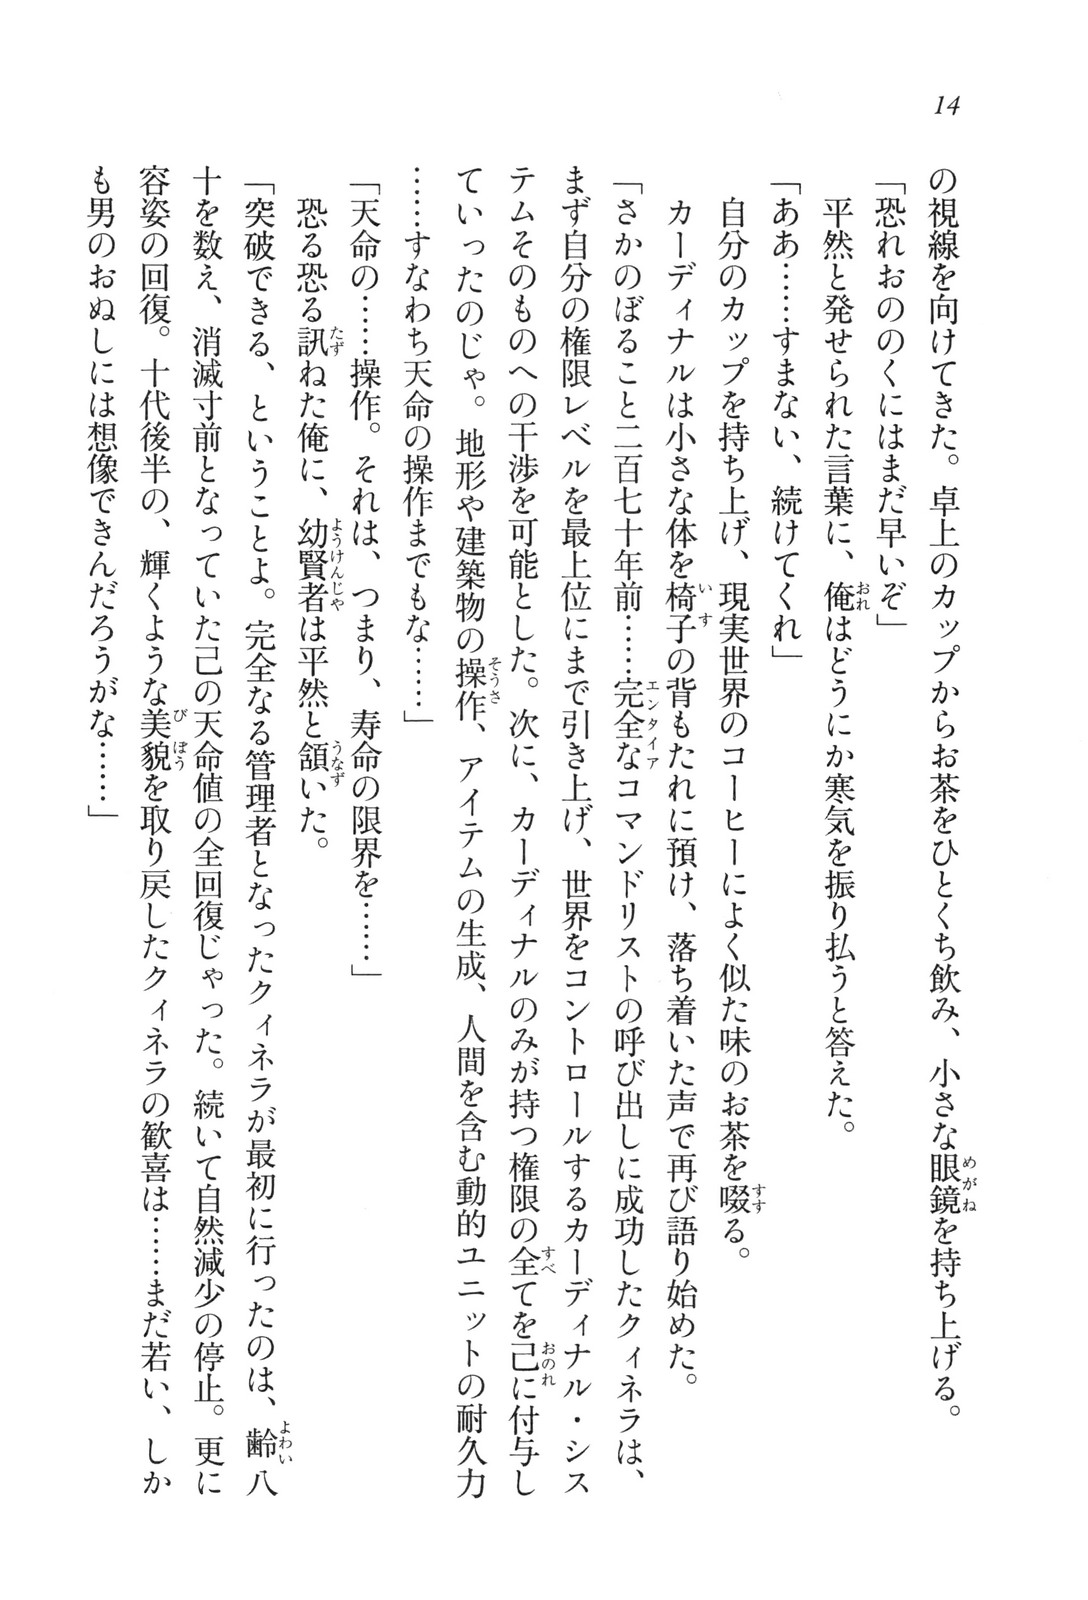 14
の視線を向けてきた。卓上のカップからお茶をひとくち飲み、小さな眼鏡を持ち上げる。
「恐れおののくにはまだ早いぞ」
平然と発せられた言葉に、俺はどうにか寒気を振り払うと答えた。
「ああ……すまない、続けてくれ」
自分のカップを持ち上げ、現実世界のコーヒーによく似た味のお茶を啜る。
カーディナルは小さな体を椅子の背もたれに預け、落ち着いた声で再び語り始めた。
「さかのぼること二百七十年前……完全なコマンドリストの呼び出しに成功したクィネラは、
まず自分の権限レベルを最上位にまで引き上げ、世界をコントロールするカーディナル・シス
テムそのものへの干渉を可能とした。次に、カーディナルのみが持つ権限の全てを己に付与し
ていったのじゃ。地形や建築物の操作、アイテムの生成、人間を含む動的ユニットの耐久力
……すなわち天命の操作までもな……」
「天命の……操作。それは、つまり、寿命の限界を……」
恐る恐る訊ねた俺に、幼賢者は平然と頷いた。
「突破できる、ということよ。完全なる管理者となったクィネラが最初に行ったのは、齢八
十を数え、消滅寸前となっていた己の天命値の全回復じゃった。続いて自然減少の停止。更に
容姿の回復。十代後半の、輝くような美貌を取り戻したクィネラの歓喜は……まだ若い、しか
も男のおぬしには想像できんだろうがな……」